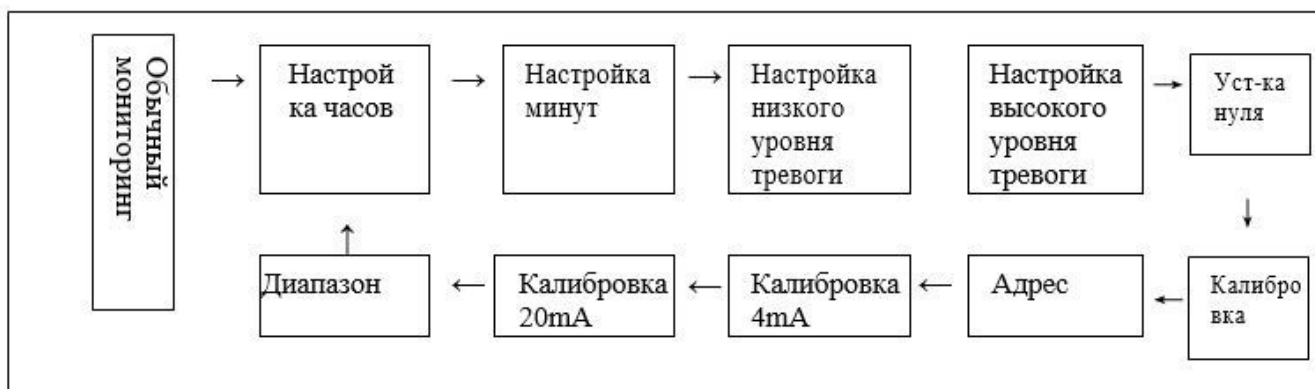 Обычный
мониторинг
Настрой
ка часов
Настройка
минут
Настройка
низкого
уровня
тревоги
Настройка
высокого
уровня
тревоги
Уст-ка
нуля
Калибро
вка
Адрес
Калибровка
4mA
Калибровка
20mA
Диапазон